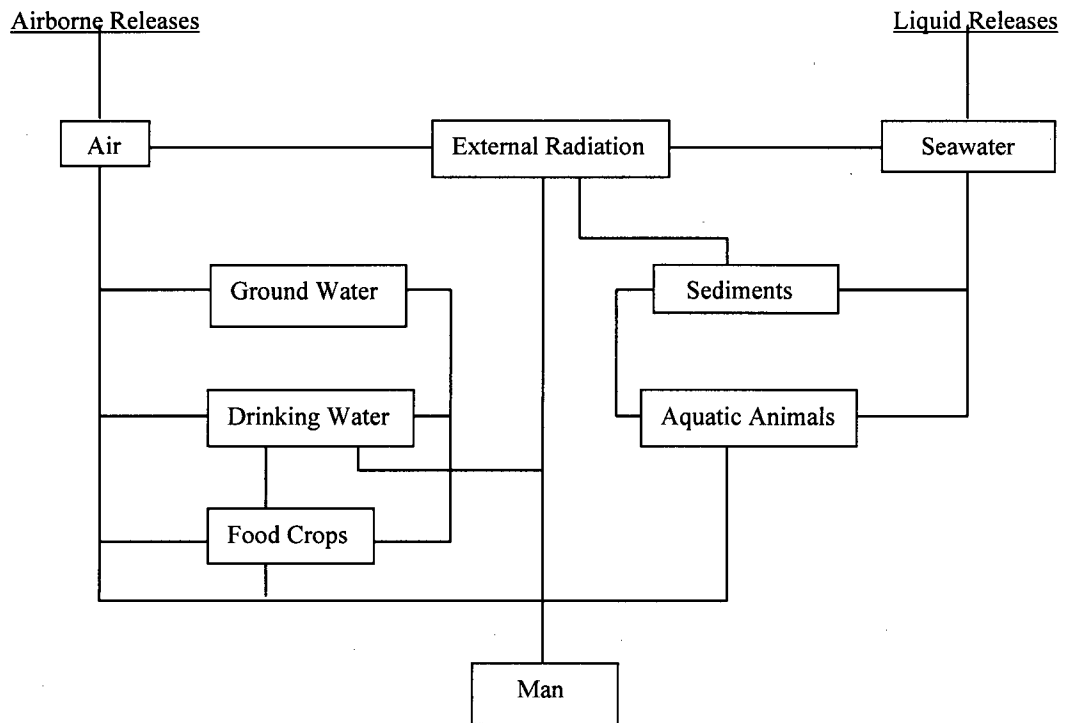 Airborne Releases
Liquid Releases
Air
External Radiation
Seawater
Ground Water
Sediments
Drinking Water
Aquatic Animals
Food Crops
Man